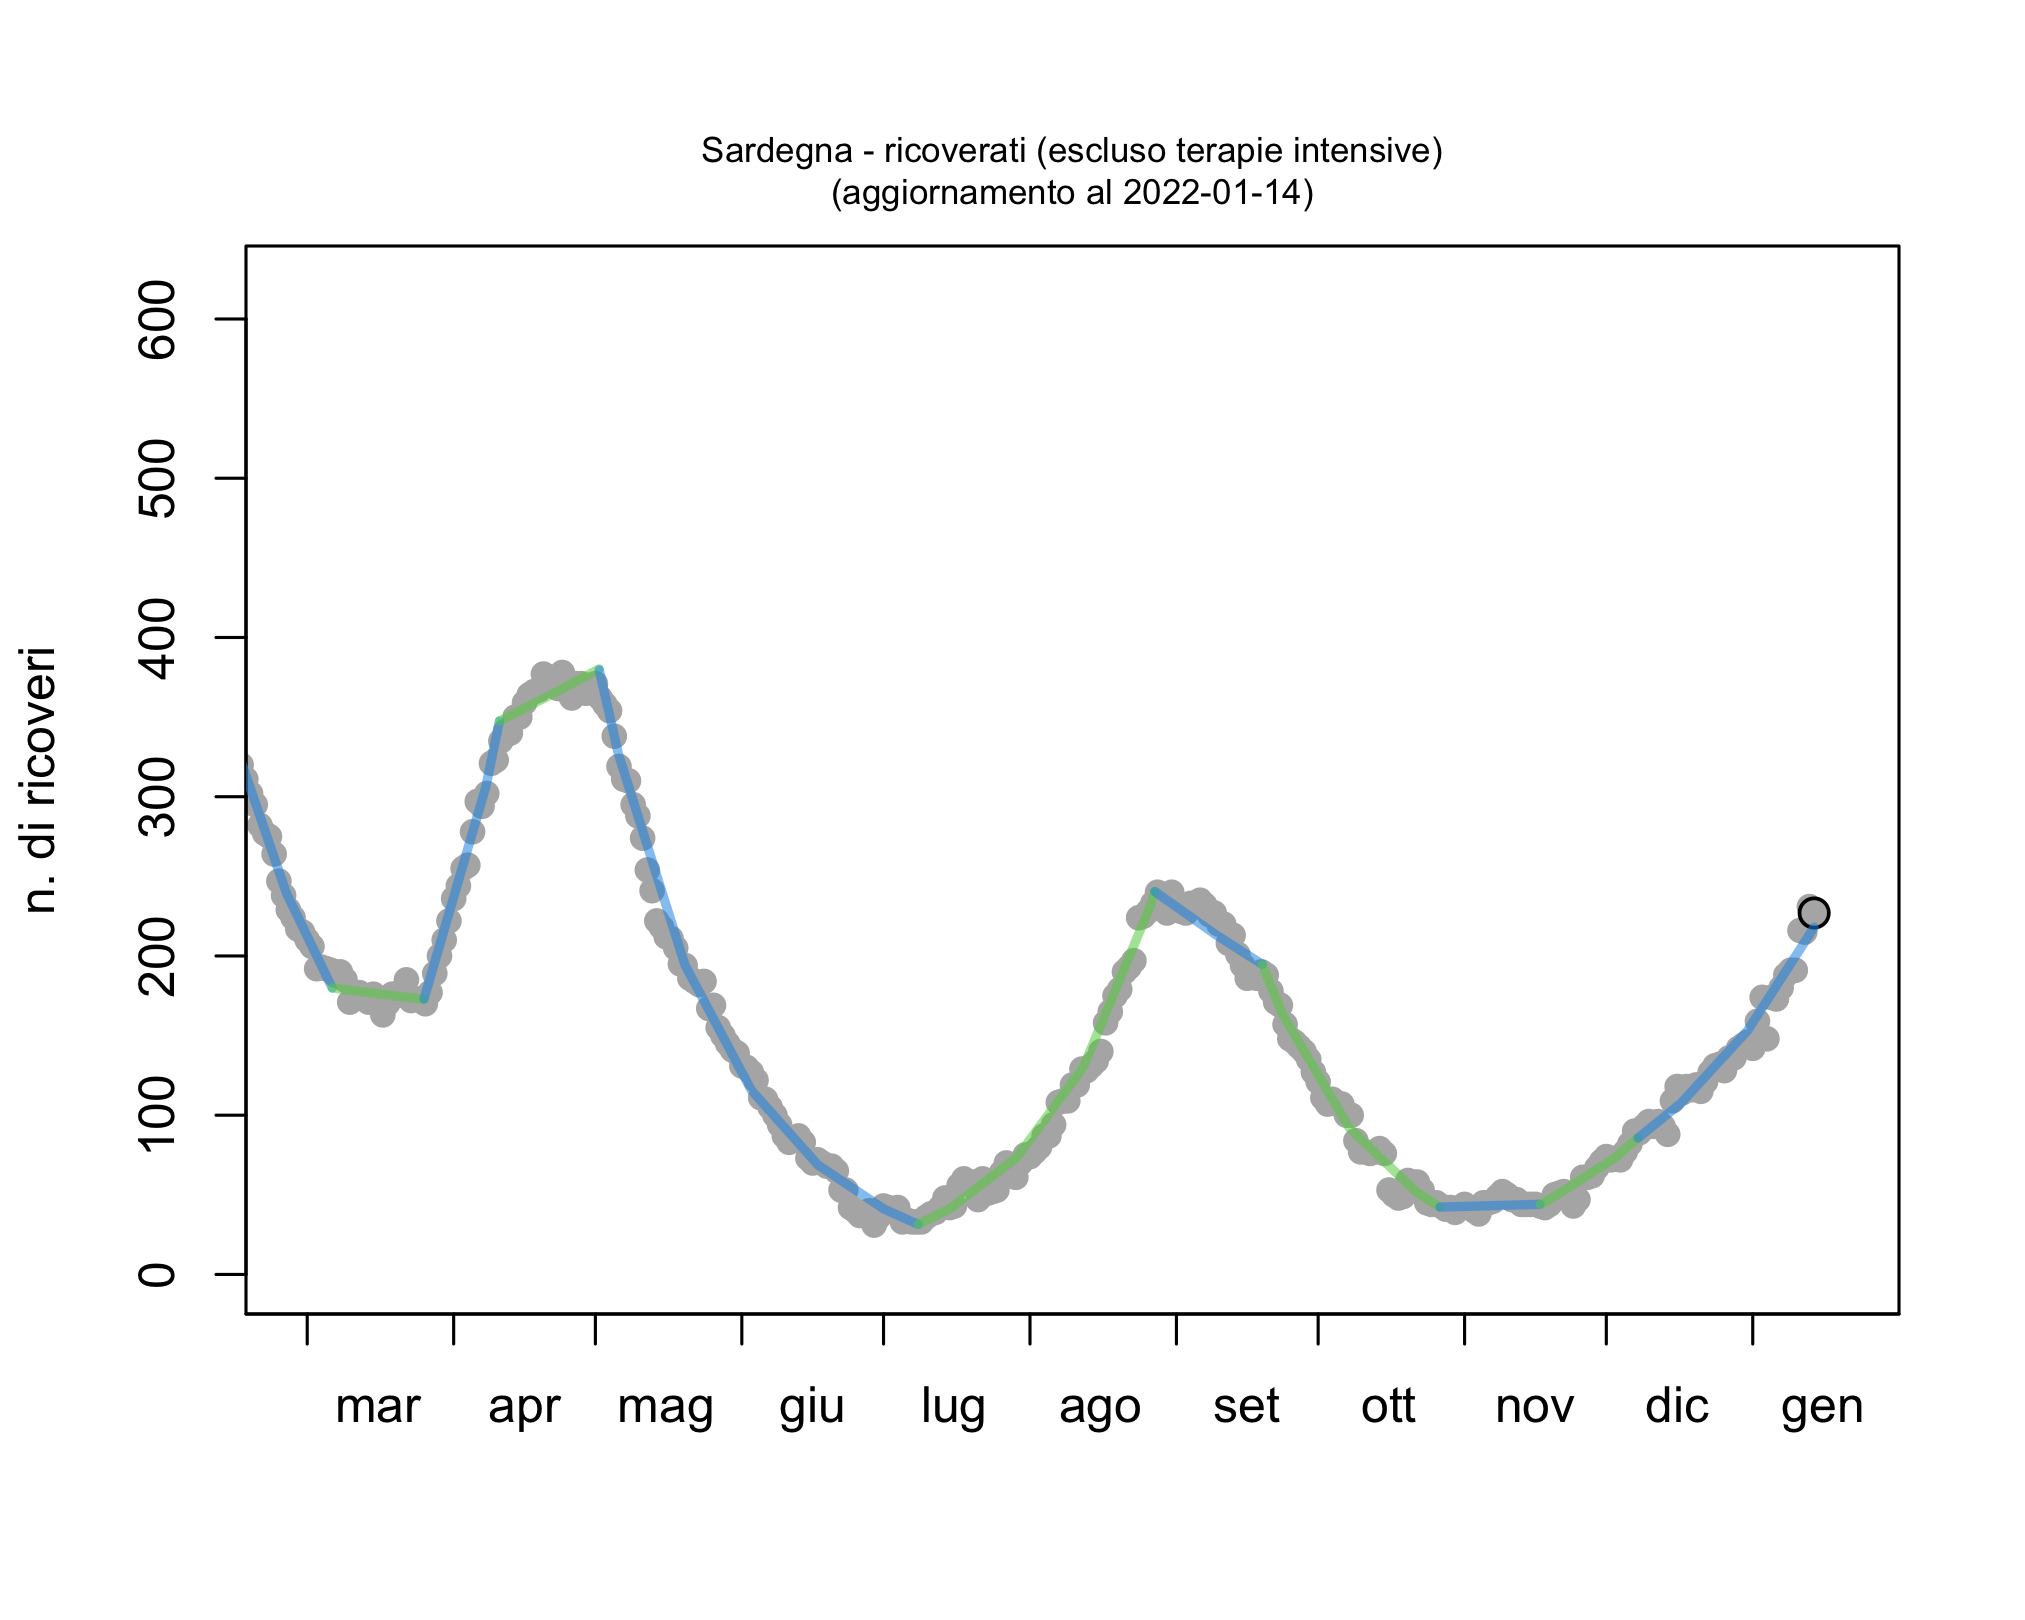 Sardegna - ricoverati (escluso terapie intensive)
(aggiornamento al 2022-01-14)
n. di ricoveri
600
500
400
300
200
100
0
mar apr mag giu lug ago set ott nov dic gen